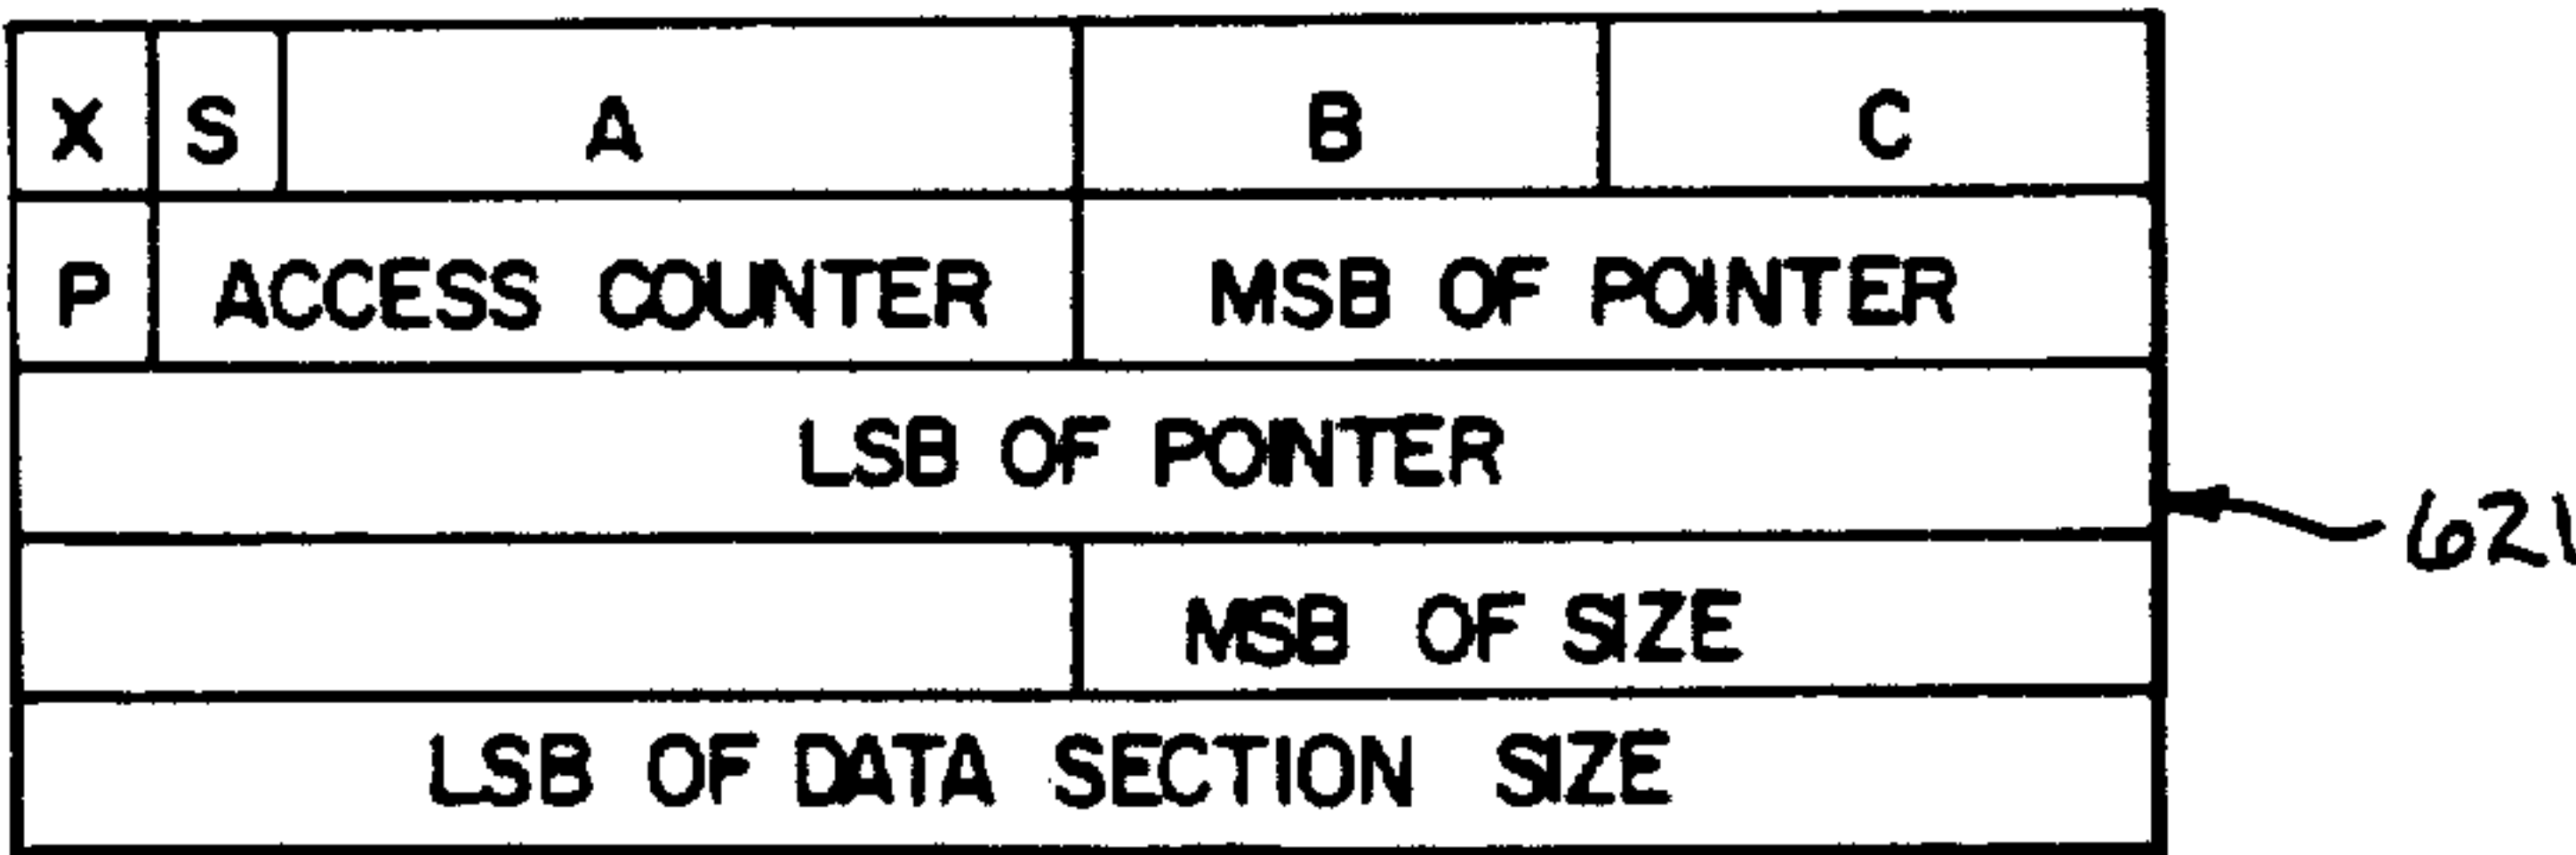 X S A B C
P ACCESS COUNTER MSB OF POINTER
LSB OF POINTER
621
MSB OF SIZE
LSB OF DATA SECTION SIZE